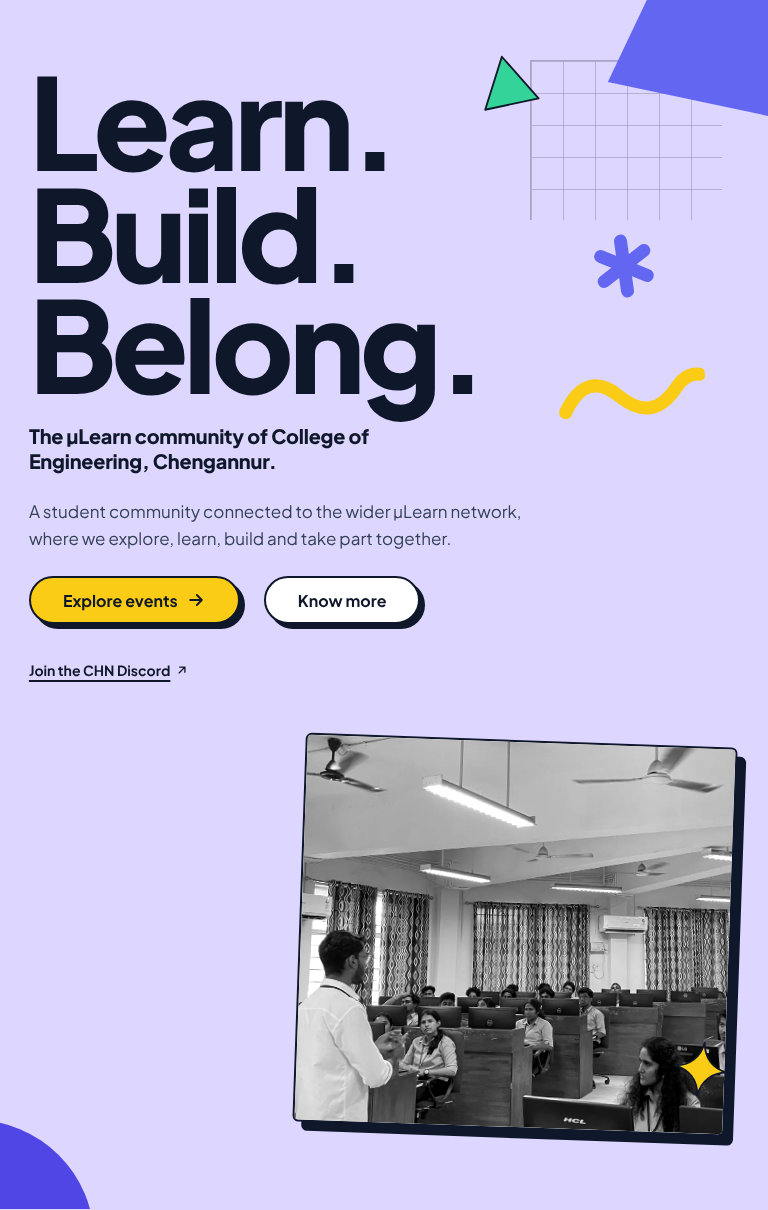 Learn.
Build.
Belong.
The µLearn community of College of
Engineering, Chengannur.
A student community connected to the wider µLearn network,
where we explore, learn, build and take part together.
Explore events →
Know more
Join the CHN Discord ↗
HCL